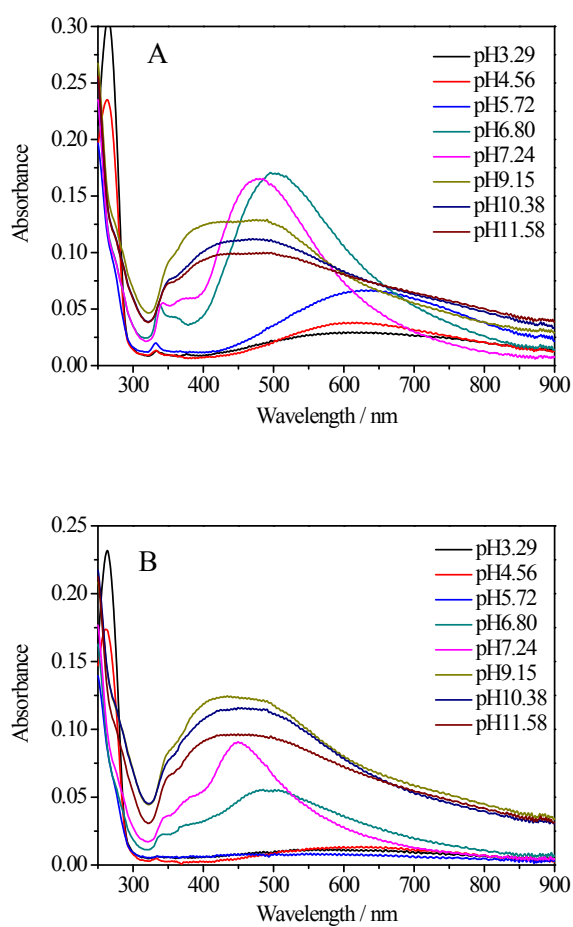 A
pH3.29
pH4.56
pH5.72
pH6.80
pH7.24
pH9.15
pH10.38
pH11.58
0.30
0.25
0.20
0.15
0.10
0.05
0.00
Absorbance
300 400 500 600 700 800 900
Wavelength / nm
B
pH3.29
pH4.56
pH5.72
pH6.80
pH7.24
pH9.15
pH10.38
pH11.58
0.25
0.20
0.15
0.10
0.05
0.00
Absorbance
300 400 500 600 700 800 900
Wavelength / nm